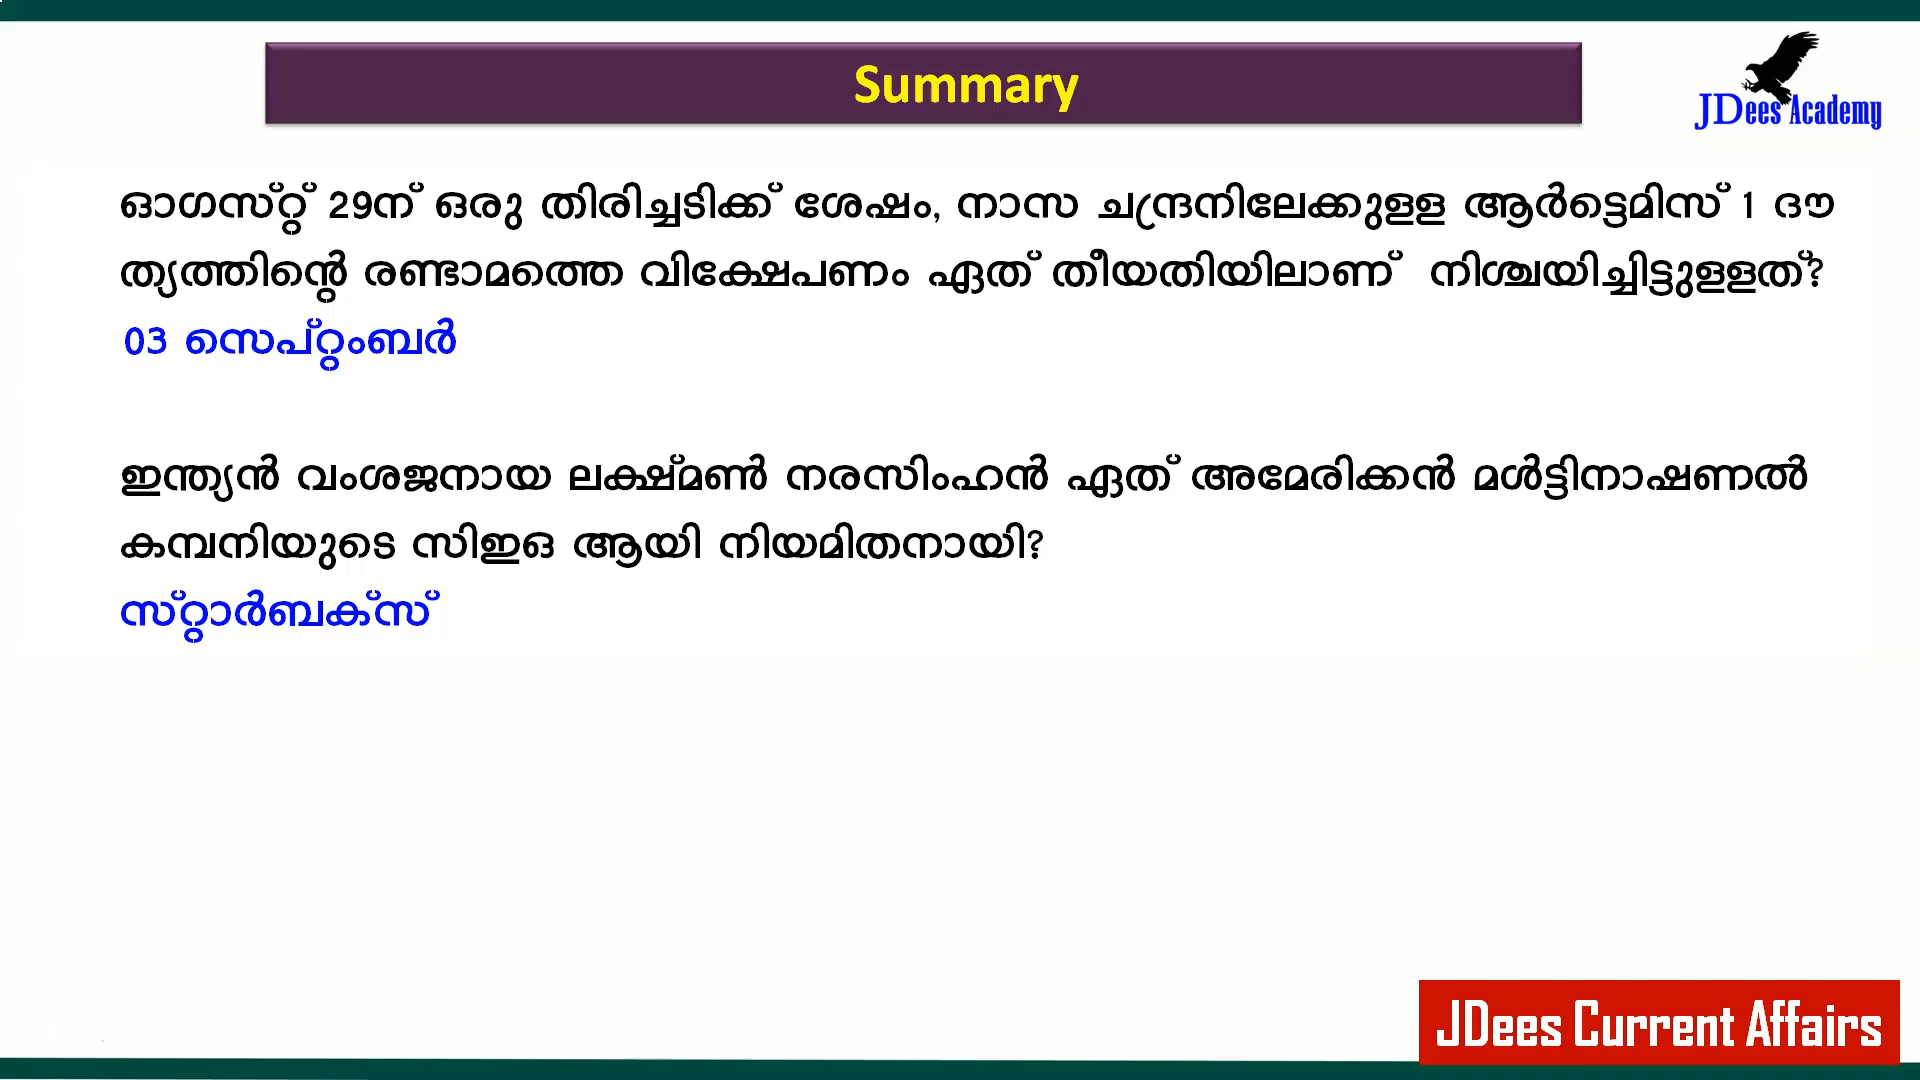 Summary
JDees Academy
ഓഗസ്റ്റ് 29ന് ഒരു തിരിച്ചടിക്ക് ശേഷം, നാസ ചന്ദ്രനിലേക്കുള്ള ആർട്ടെമിസ് 1 ദൗ
ത്യത്തിന്റെ രണ്ടാമത്തെ വിക്ഷേപണം ഏത് തീയതിയിലാണ് നിശ്ചയിച്ചിട്ടുള്ളത്?
03 സെപ്റ്റംബർ
ഇന്ത്യൻ വംശജനായ ലക്ഷ്മൺ നരസിംഹൻ ഏത് അമേരിക്കൻ മൾട്ടിനാഷണൽ
കമ്പനിയുടെ സിഇഒ ആയി നിയമിതനായി?
സ്റ്റാർബക്സ്
JDees Current Affairs